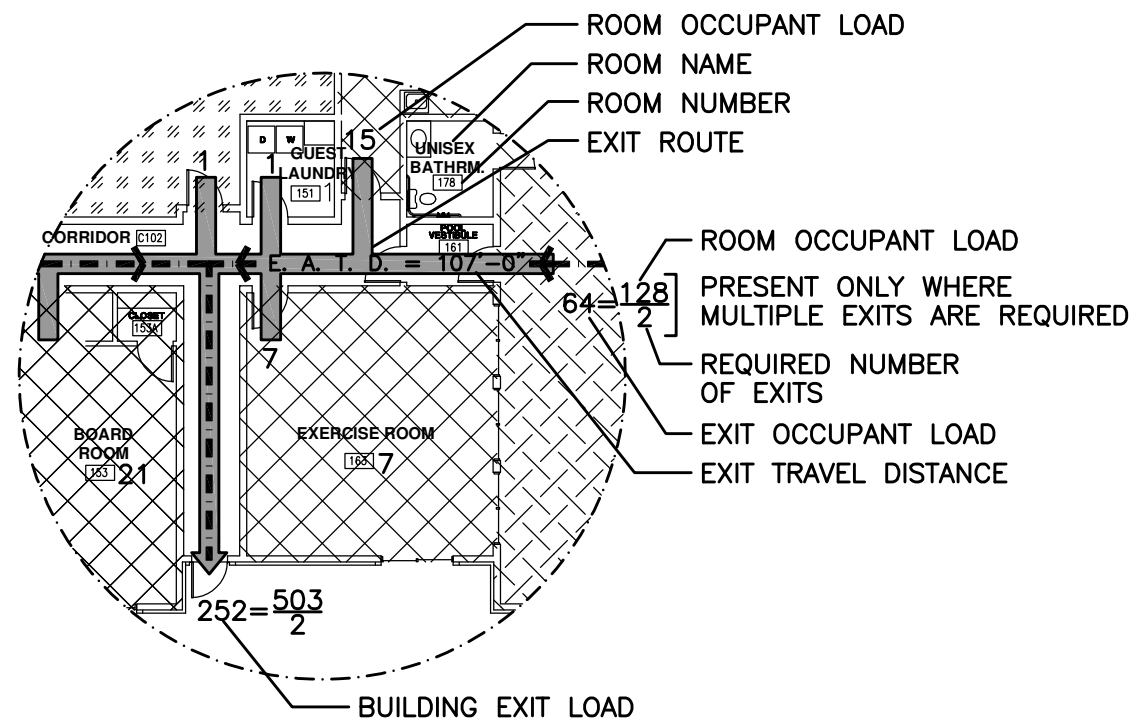 ROOM OCCUPANT LOAD
ROOM NAME
ROOM NUMBER
EXIT ROUTE
D W
15
1
1
GUEST
LAUNDRY
151
1
UNISEX
BATHRM.
178
CORRIDOR C102
POOL
VESTIBULE
161
E. A. T. D. = 107'-0"
ROOM OCCUPANT LOAD
64=128
2
PRESENT ONLY WHERE
MULTIPLE EXITS ARE REQUIRED
REQUIRED NUMBER
OF EXITS
EXIT OCCUPANT LOAD
EXIT TRAVEL DISTANCE
CLOSET
153A
7
BOARD
ROOM
153 21
EXERCISE ROOM
163 7
252=503
2
BUILDING EXIT LOAD